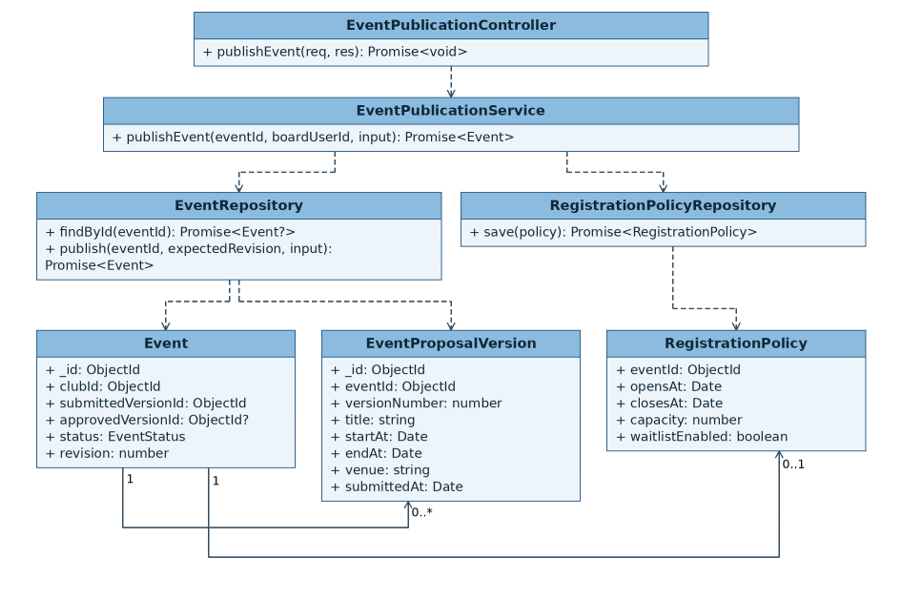 EventPublicationController
+ publishEvent(req, res): Promise<void>
EventPublicationService
+ publishEvent(eventId, boardUserId, input): Promise<Event>
EventRepository
+ findById(eventId): Promise<Event?>
+ publish(eventId, expectedRevision, input):
Promise<Event>
RegistrationPolicyRepository
+ save(policy): Promise<RegistrationPolicy>
Event
+ _id: ObjectId
+ clubId: ObjectId
+ submittedVersionId: ObjectId
+ approvedVersionId: ObjectId?
+ status: EventStatus
+ revision: number
EventProposalVersion
+ _id: ObjectId
+ eventId: ObjectId
+ versionNumber: number
+ title: string
+ startAt: Date
+ endAt: Date
+ venue: string
+ submittedAt: Date
RegistrationPolicy
+ eventId: ObjectId
+ opensAt: Date
+ closesAt: Date
+ capacity: number
+ waitlistEnabled: boolean
1
1
0..*
0..1